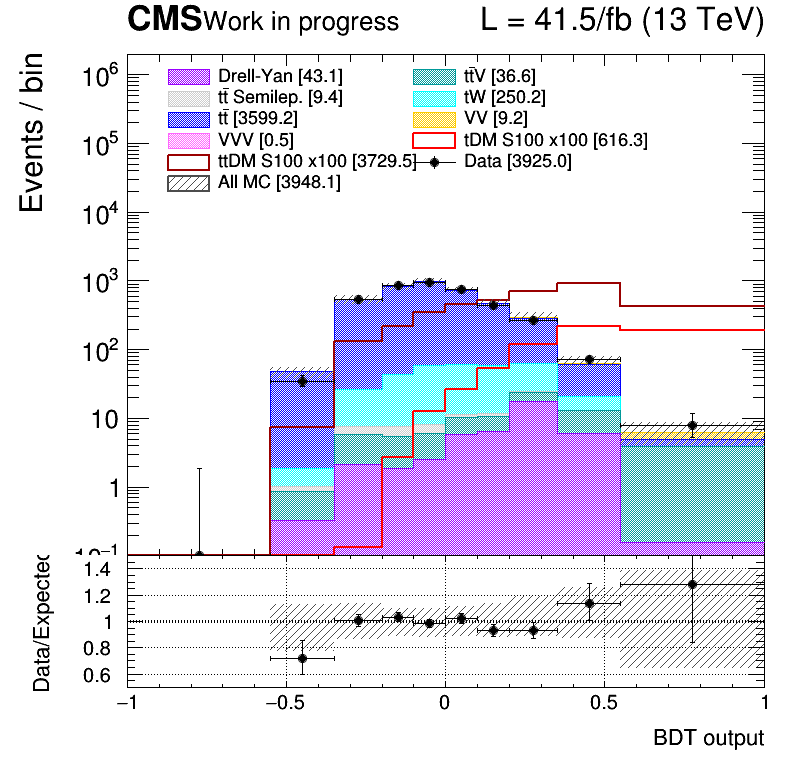 CMS Work in progress L = 41.5/fb (13 TeV)
Events / bin
10⁶
10⁵
10⁴
10³
10²
10
1
10⁻¹
Drell-Yan [43.1] tt̄V [36.6]
tt̄ Semilep. [9.4] tW [250.2]
tt̄ [3599.2] VV [9.2]
VVV [0.5] tDM S100 x100 [616.3]
ttDM S100 x100 [3729.5] Data [3925.0]
All MC [3948.1]
Data/Expected
1.4
1.2
1
0.8
0.6
−1 −0.5 0 0.5 1
BDT output